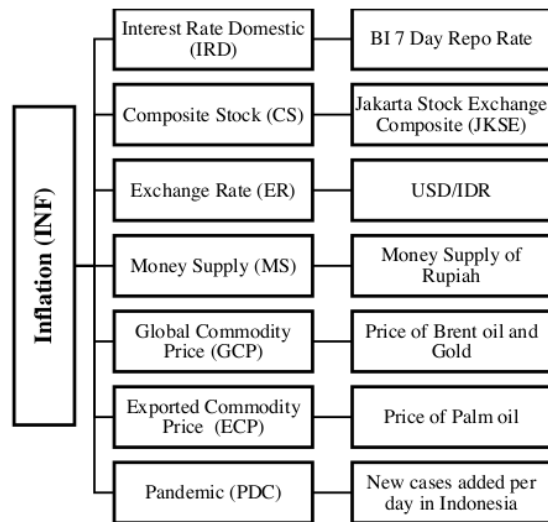 Inflation (INF)
Interest Rate Domestic
(IRD)
BI 7 Day Repo Rate
Composite Stock (CS)
Jakarta Stock Exchange
Composite (JKSE)
Exchange Rate (ER)
USD/IDR
Money Supply (MS)
Money Supply of
Rupiah
Global Commodity
Price (GCP)
Price of Brent oil and
Gold
Exported Commodity
Price (ECP)
Price of Palm oil
Pandemic (PDC)
New cases added per
day in Indonesia